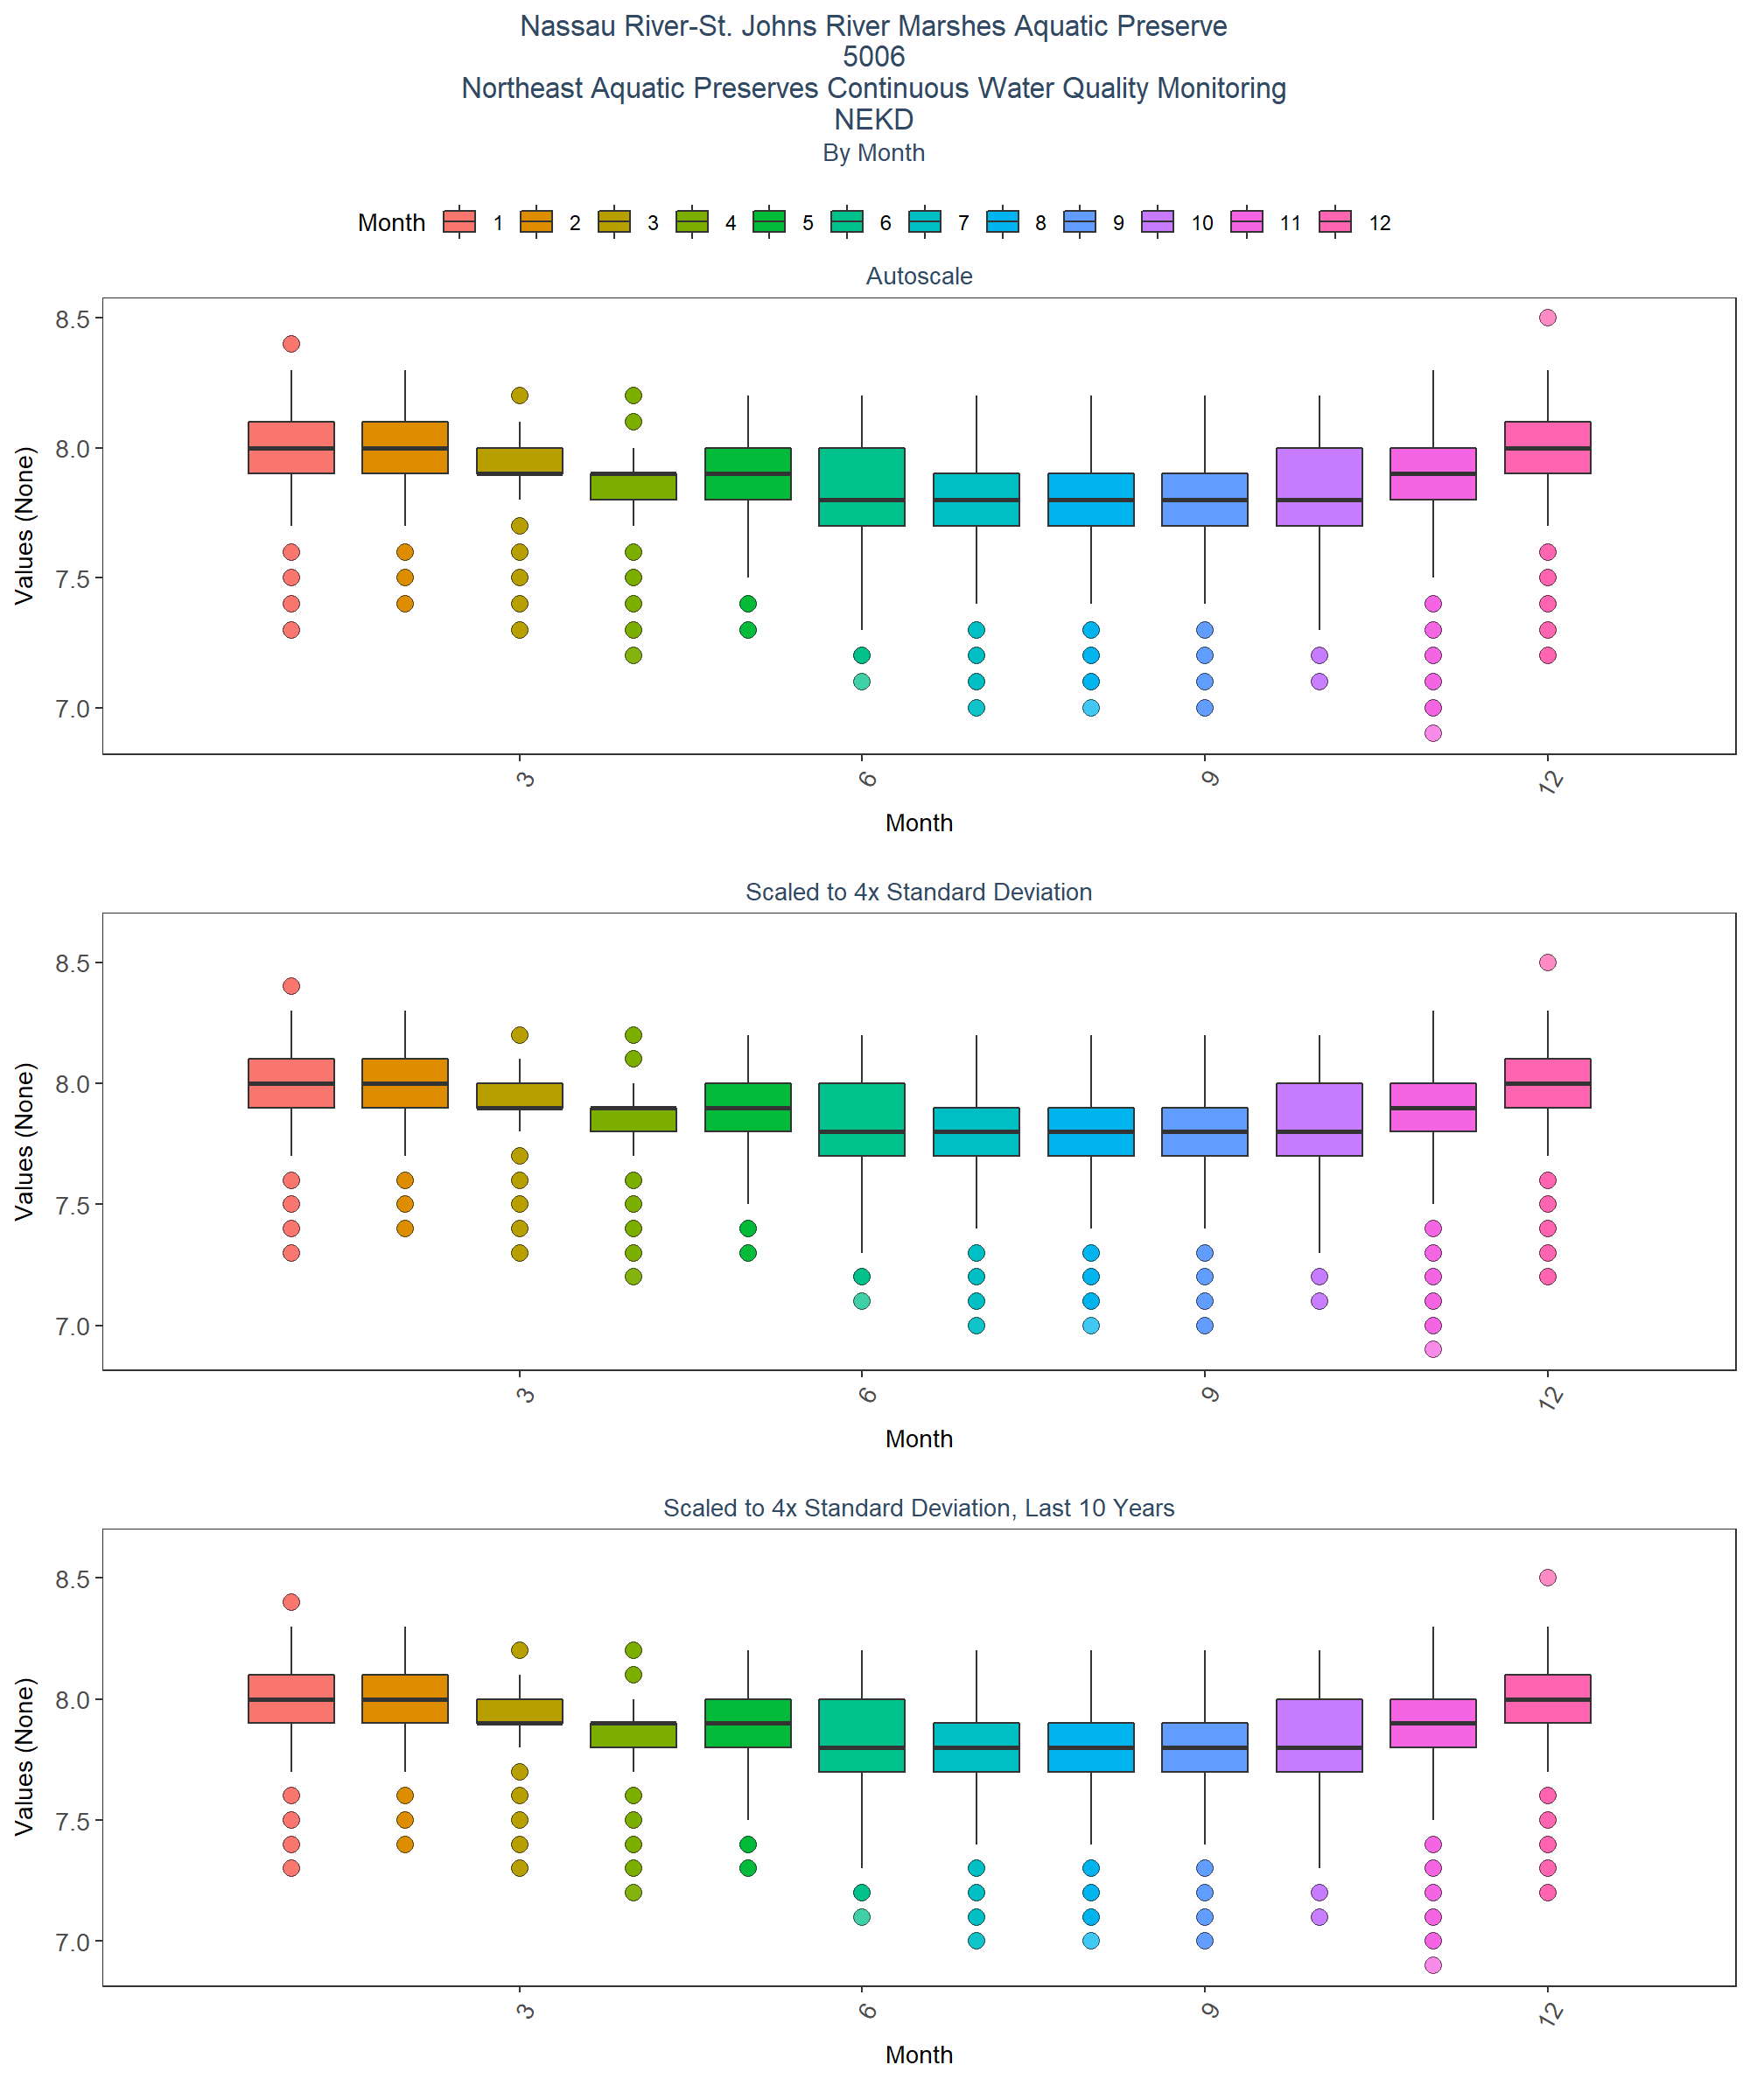 Nassau River-St. Johns River Marshes Aquatic Preserve
5006
Northeast Aquatic Preserves Continuous Water Quality Monitoring
NEKD
By Month
Month 1 2 3 4 5 6 7 8 9 10 11 12
Autoscale
Values (None)
8.5
8.0
7.5
7.0
3 6 9 12
Month
Scaled to 4x Standard Deviation
Values (None)
8.5
8.0
7.5
7.0
3 6 9 12
Month
Scaled to 4x Standard Deviation, Last 10 Years
Values (None)
8.5
8.0
7.5
7.0
3 6 9 12
Month